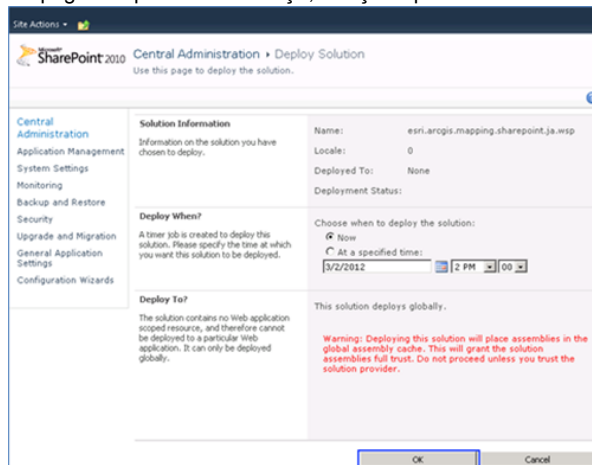 Site Actions
Microsoft
SharePoint 2010
Central Administration ▸ Deploy Solution
Use this page to deploy the solution.
Central
Administration
Application Management
System Settings
Monitoring
Backup and Restore
Security
Upgrade and Migration
General Application
Settings
Configuration Wizards
Solution Information
Information on the solution you have
chosen to deploy.
Name: esri.arcgis.mapping.sharepoint.ja.wsp
Locale: 0
Deployed To: None
Deployment Status:
Deploy When?
A timer job is created to deploy this
solution. Please specify the time at which
you want this solution to be deployed.
Choose when to deploy the solution:
Now
At a specified time:
3/2/2012 2 PM 00
Deploy To?
The solution contains no Web application
scoped resource, and therefore cannot
be deployed to a particular Web
application. It can only be deployed
globally.
This solution deploys globally.
Warning: Deploying this solution will place assemblies in the
global assembly cache. This will grant the solution
assemblies full trust. Do not proceed unless you trust the
solution provider.
OK Cancel